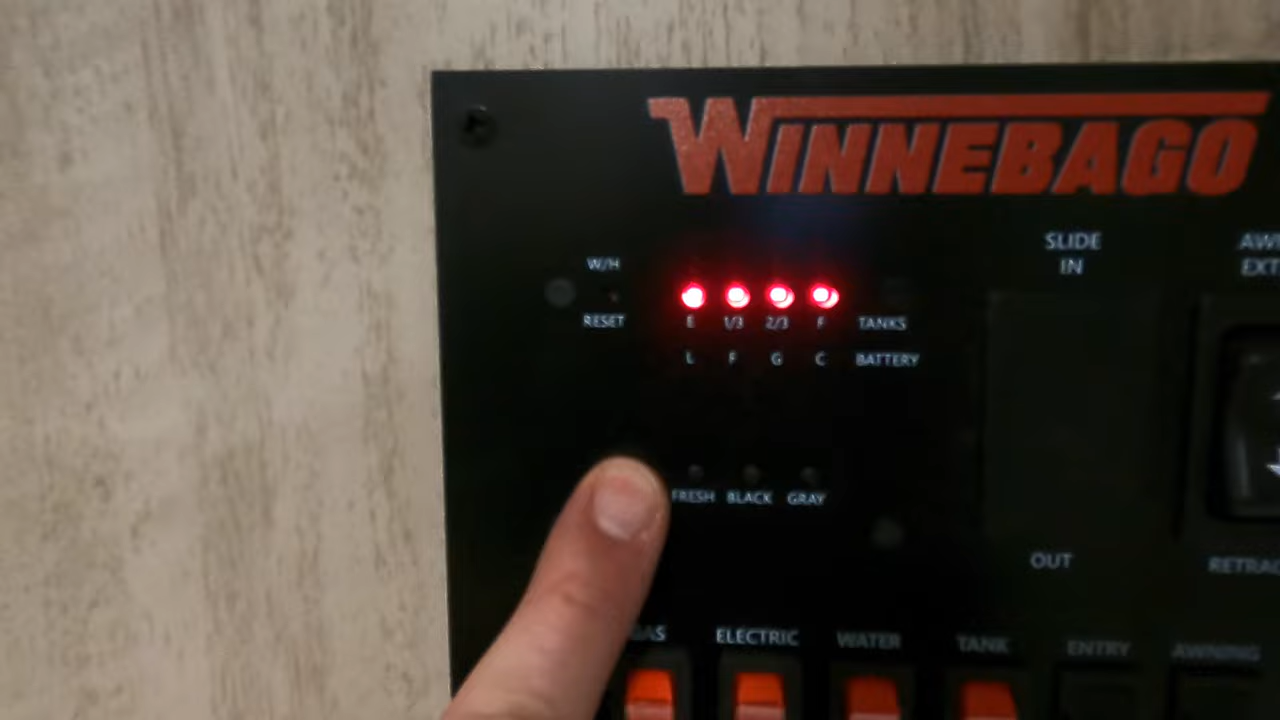 WINNEBAGO
SLIDE
IN
W/H
RESET
E 1/3 2/3 F TANKS
L F G C BATTERY
FRESH BLACK GRAY
OUT
ELECTRIC WATER TANK ENTRY AWNING